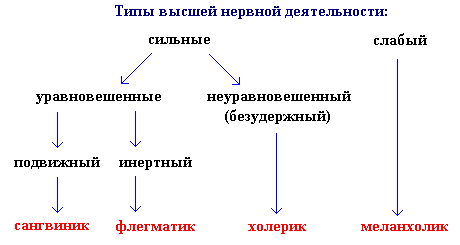 Типы высшей нервной деятельности:
сильные слабый
уравновешенные неуравновешенный
(безудержный)
подвижный инертный
сангвиник флегматик холерик меланхолик